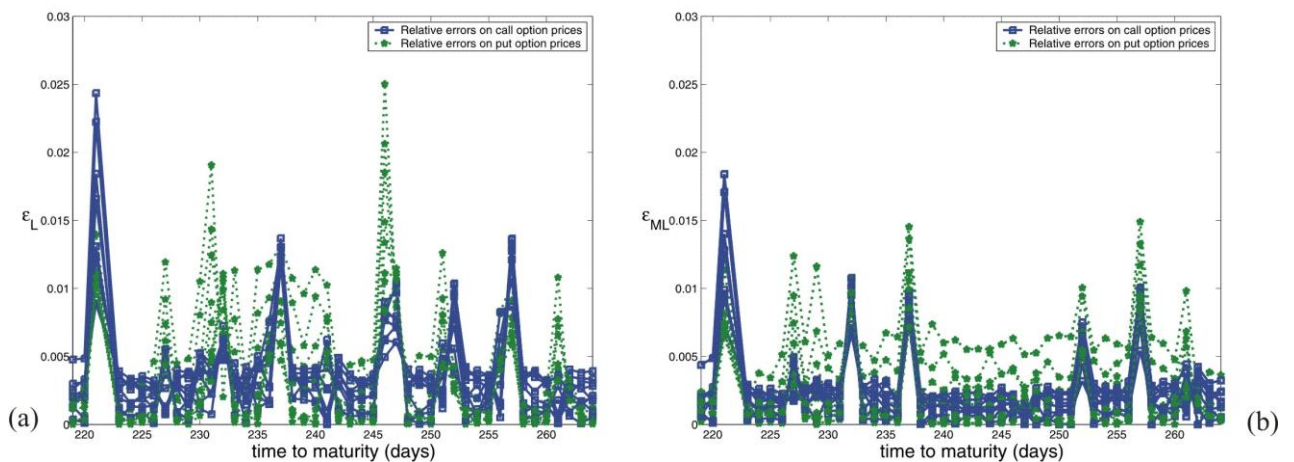 0.03
0.025
0.02
0.015
0.01
0.005
0
ε_L
220 225 230 235 240 245 250 255 260
time to maturity (days)
Relative errors on call option prices
Relative errors on put option prices
(a)
0.03
0.025
0.02
0.015
0.01
0.005
0
ε_ML
220 225 230 235 240 245 250 255 260
time to maturity (days)
Relative errors on call option prices
Relative errors on put option prices
(b)